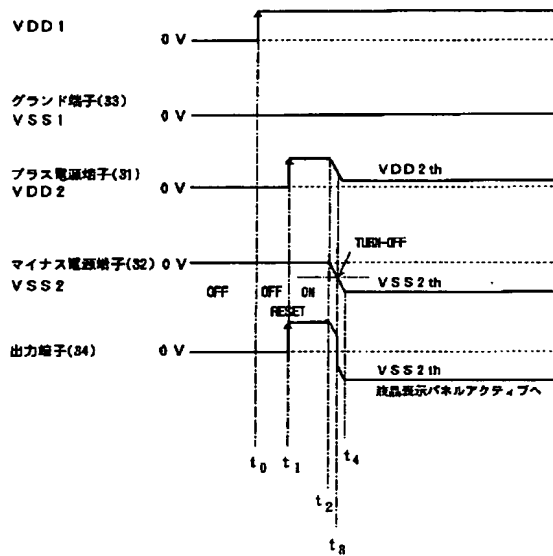 VDD1 0V
グランド端子(33) 0V
VSS1
プラス電源端子(31) 0V
VDD2
VDD2th
TURN-OFF
マイナス電源端子(32) 0V
VSS2
VSS2th
OFF OFF ON
RESET
出力端子(34) 0V
VSS2th
液晶表示パネルアクティブへ
t0 t1 t4
t2
t3